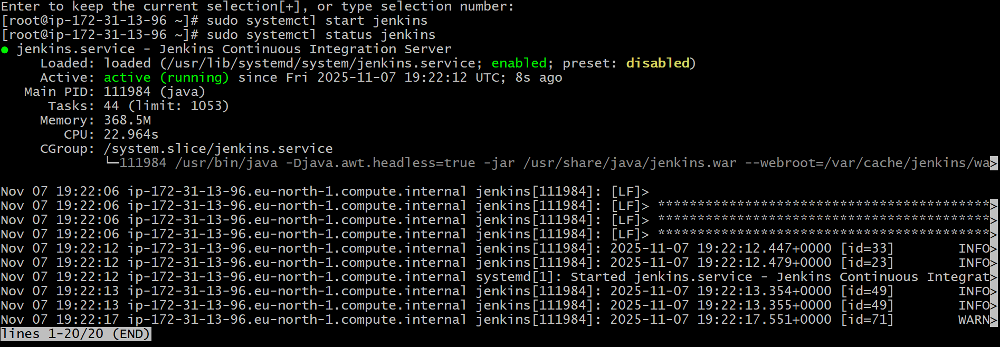 Enter to keep the current selection[+], or type selection number:
[root@ip-172-31-13-96 ~]# sudo systemctl start jenkins
[root@ip-172-31-13-96 ~]# sudo systemctl status jenkins
● jenkins.service - Jenkins Continuous Integration Server
     Loaded: loaded (/usr/lib/systemd/system/jenkins.service; enabled; preset: disabled)
     Active: active (running) since Fri 2025-11-07 19:22:12 UTC; 8s ago
   Main PID: 111984 (java)
      Tasks: 44 (limit: 1053)
     Memory: 368.5M
        CPU: 22.964s
     CGroup: /system.slice/jenkins.service
             └─111984 /usr/bin/java -Djava.awt.headless=true -jar /usr/share/java/jenkins.war --webroot=/var/cache/jenkins/wa>
Nov 07 19:22:06 ip-172-31-13-96.eu-north-1.compute.internal jenkins[111984]: [LF]>
Nov 07 19:22:06 ip-172-31-13-96.eu-north-1.compute.internal jenkins[111984]: [LF]> ******************************************>
Nov 07 19:22:06 ip-172-31-13-96.eu-north-1.compute.internal jenkins[111984]: [LF]> ******************************************>
Nov 07 19:22:06 ip-172-31-13-96.eu-north-1.compute.internal jenkins[111984]: [LF]> ******************************************>
Nov 07 19:22:12 ip-172-31-13-96.eu-north-1.compute.internal jenkins[111984]: 2025-11-07 19:22:12.447+0000 [id=33]        INFO>
Nov 07 19:22:12 ip-172-31-13-96.eu-north-1.compute.internal jenkins[111984]: 2025-11-07 19:22:12.479+0000 [id=23]        INFO>
Nov 07 19:22:12 ip-172-31-13-96.eu-north-1.compute.internal systemd[1]: Started jenkins.service - Jenkins Continuous Integrat>
Nov 07 19:22:13 ip-172-31-13-96.eu-north-1.compute.internal jenkins[111984]: 2025-11-07 19:22:13.354+0000 [id=49]        INFO>
Nov 07 19:22:13 ip-172-31-13-96.eu-north-1.compute.internal jenkins[111984]: 2025-11-07 19:22:13.355+0000 [id=49]        INFO>
Nov 07 19:22:17 ip-172-31-13-96.eu-north-1.compute.internal jenkins[111984]: 2025-11-07 19:22:17.551+0000 [id=71]        WARN>
lines 1-20/20 (END)